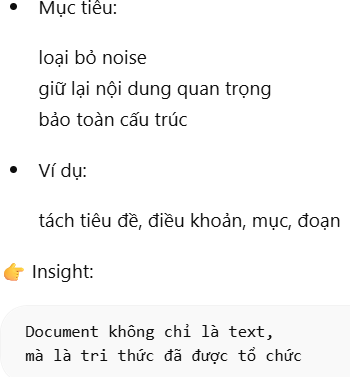 • Mục tiêu:
loại bỏ noise
giữ lại nội dung quan trọng
bảo toàn cấu trúc
• Ví dụ:
tách tiêu đề, điều khoản, mục, đoạn
👉 Insight:
Document không chỉ là text,
mà là tri thức đã được tổ chức